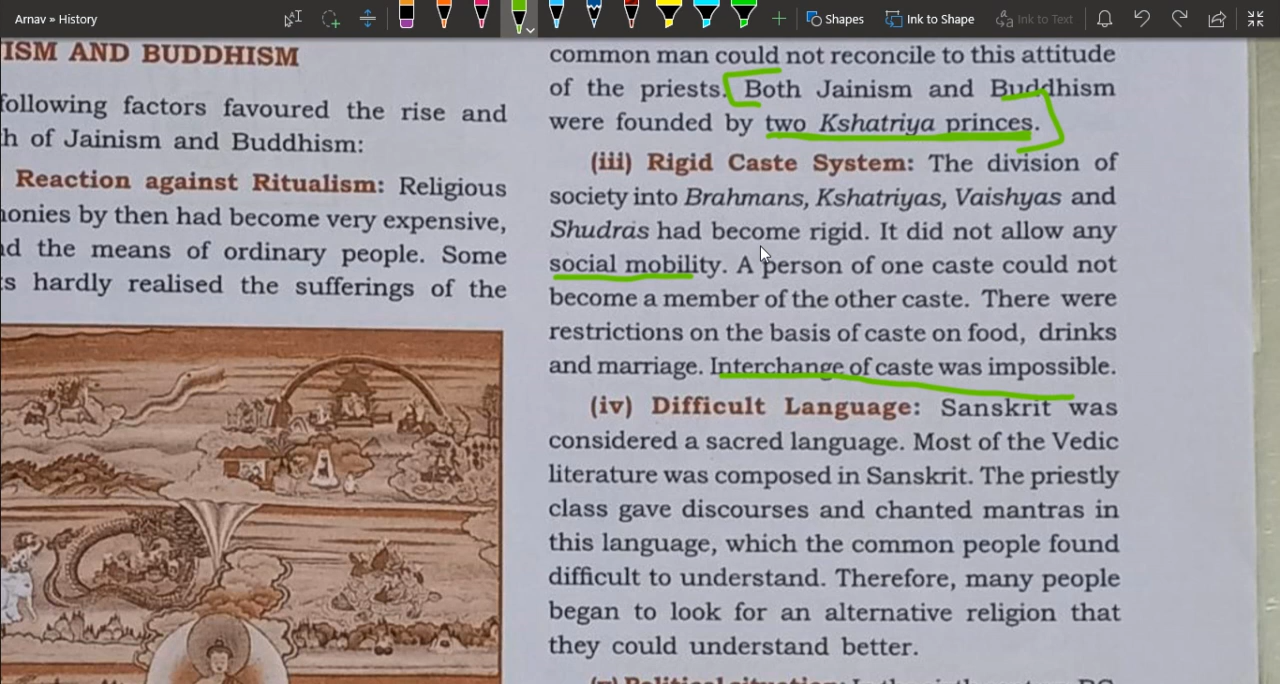 Arnav » History
Shapes
Ink to Shape
Ink to Text
ISM AND BUDDHISM
following factors favoured the rise and
h of Jainism and Buddhism:
Reaction against Ritualism: Religious
onies by then had become very expensive,
d the means of ordinary people. Some
s hardly realised the sufferings of the
common man could not reconcile to this attitude
of the priests. Both Jainism and Buddhism
were founded by two Kshatriya princes.
(iii) Rigid Caste System: The division of
society into Brahmans, Kshatriyas, Vaishyas and
Shudras had become rigid. It did not allow any
social mobility. A person of one caste could not
become a member of the other caste. There were
restrictions on the basis of caste on food, drinks
and marriage. Interchange of caste was impossible.
(iv) Difficult Language: Sanskrit was
considered a sacred language. Most of the Vedic
literature was composed in Sanskrit. The priestly
class gave discourses and chanted mantras in
this language, which the common people found
difficult to understand. Therefore, many people
began to look for an alternative religion that
they could understand better.